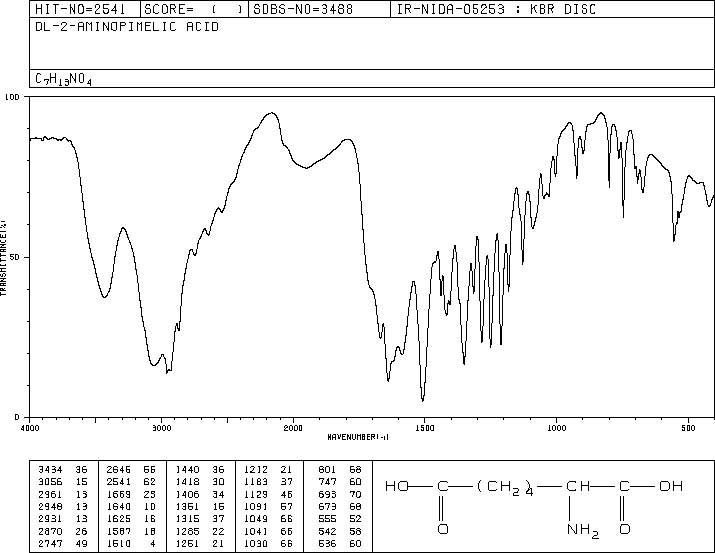 HIT-NO=2541 SCORE= ( ) SDBS-NO=3488 IR-NIDA-05253 : KBR DISC
DL-2-AMINOPIMELIC ACID
C7H13NO4
100
50
0
TRANSMITTANCE(%)
4000 3000 2000 1500 1000 500
WAVENUMBER(-1)
3434 36 2646 56 1440 36 1212 21 801 68
3056 15 2541 62 1418 30 1183 37 747 60
2961 13 1669 23 1406 34 1129 46 693 70
2948 13 1640 10 1351 15 1091 57 673 68
2931 13 1625 16 1315 37 1049 66 555 52
2870 26 1587 18 1285 22 1041 66 542 58
2747 49 1510 4 1251 21 1030 66 536 60
HO C (CH2)4 CH C OH
O NH2 O